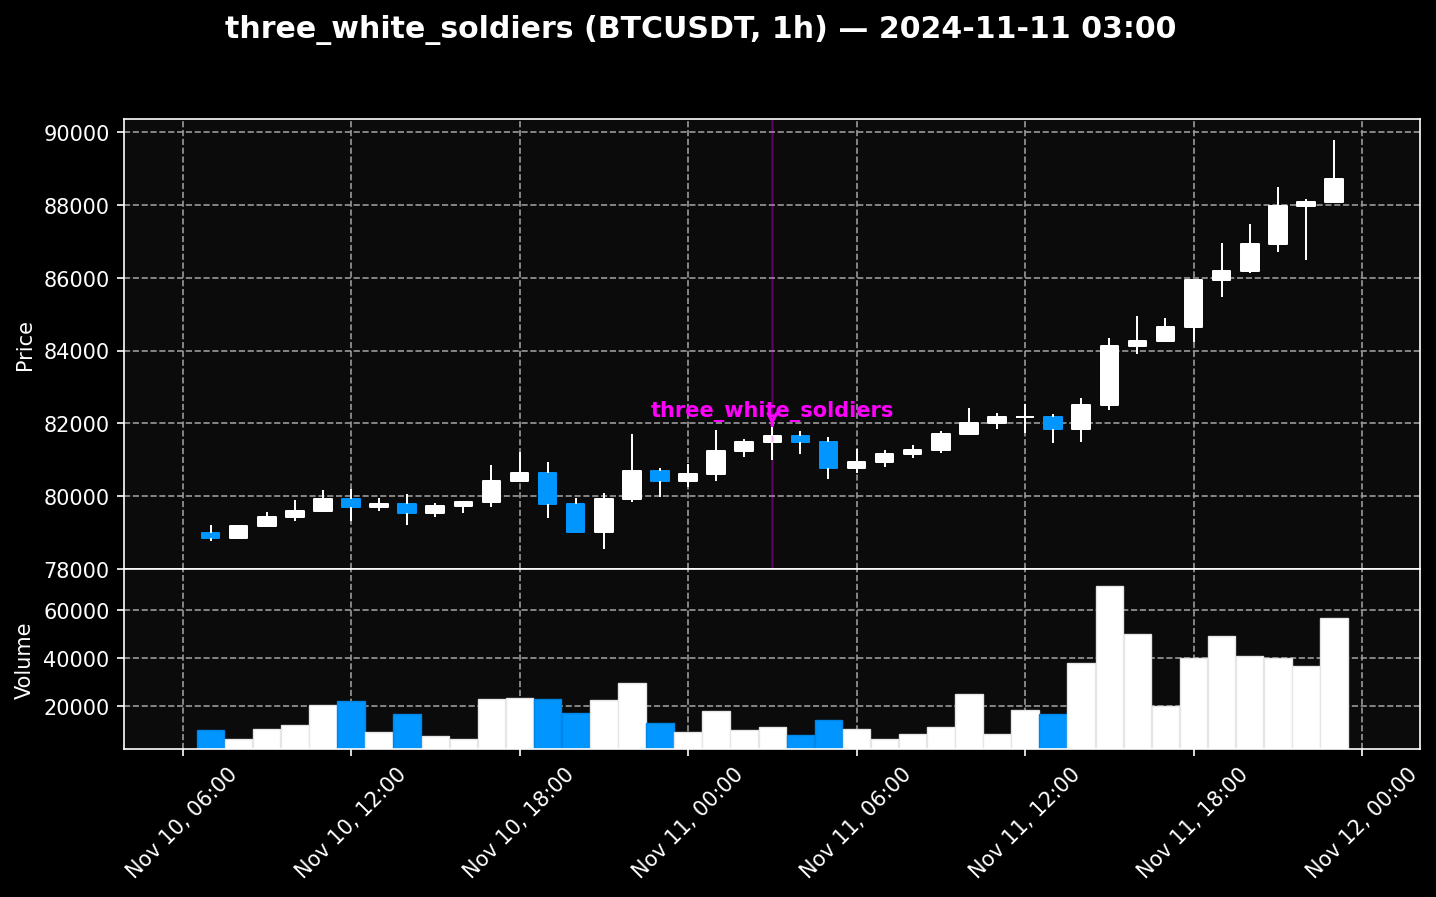 three_white_soldiers (BTCUSDT, 1h) — 2024-11-11 03:00
90000
88000
86000
84000
82000
80000
78000
Price
three_white_soldiers
60000
40000
20000
Volume
Nov 10, 06:00
Nov 10, 12:00
Nov 10, 18:00
Nov 11, 00:00
Nov 11, 06:00
Nov 11, 12:00
Nov 11, 18:00
Nov 12, 00:00